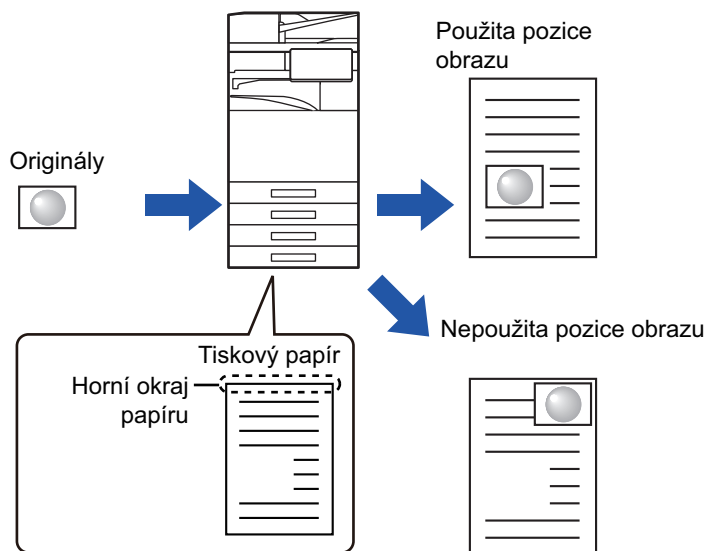 Použita pozice
obrazu
Originály
Nepoužita pozice obrazu
Tiskový papír
Horní okraj
papíru